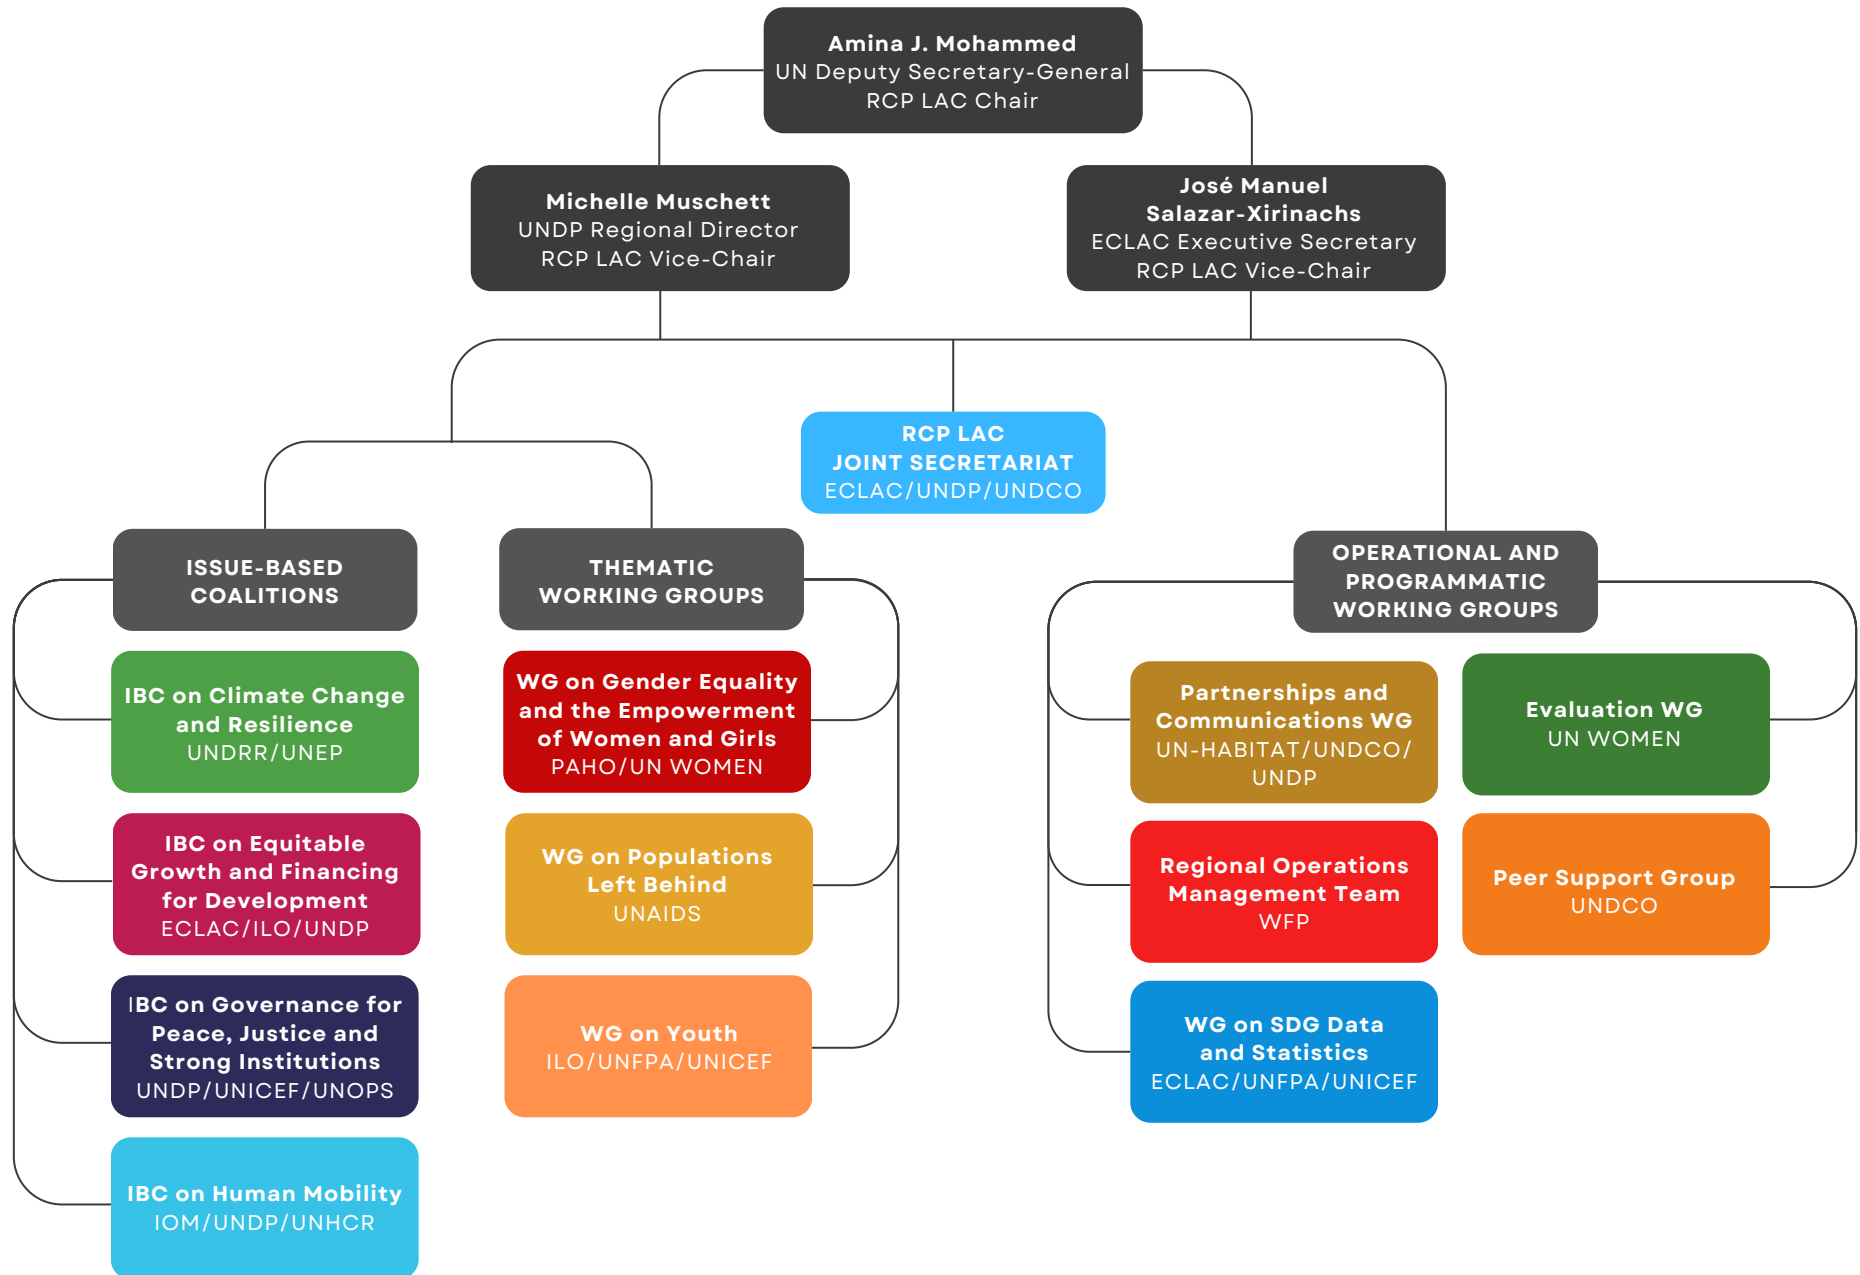 Amina J. Mohammed
UN Deputy Secretary-General
RCP LAC Chair
Michelle Muschett
UNDP Regional Director
RCP LAC Vice-Chair
José Manuel
Salazar-Xirinachs
ECLAC Executive Secretary
RCP LAC Vice-Chair
RCP LAC
JOINT SECRETARIAT
ECLAC/UNDP/UNDCO
ISSUE-BASED
COALITIONS
IBC on Climate Change
and Resilience
UNDRR/UNEP
IBC on Equitable
Growth and Financing
for Development
ECLAC/ILO/UNDP
IBC on Governance for
Peace, Justice and
Strong Institutions
UNDP/UNICEF/UNOPS
IBC on Human Mobility
IOM/UNDP/UNHCR
THEMATIC
WORKING GROUPS
WG on Gender Equality
and the Empowerment
of Women and Girls
PAHO/UN WOMEN
WG on Populations
Left Behind
UNAIDS
WG on Youth
ILO/UNFPA/UNICEF
OPERATIONAL AND
PROGRAMMATIC
WORKING GROUPS
Partnerships and
Communications WG
UN-HABITAT/UNDCO/
UNDP
Regional Operations
Management Team
WFP
WG on SDG Data
and Statistics
ECLAC/UNFPA/UNICEF
Evaluation WG
UN WOMEN
Peer Support Group
UNDCO